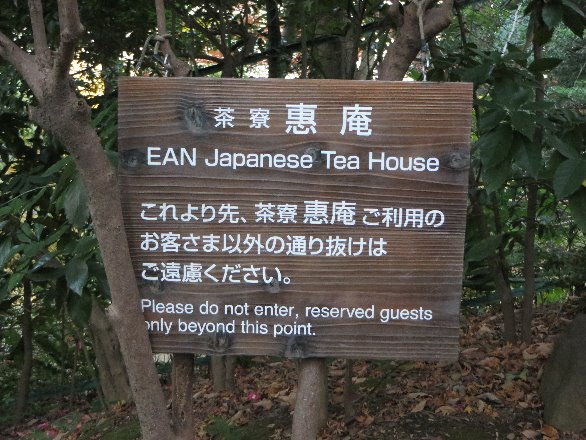 茶寮 惠庵
EAN Japanese Tea House
これより先、茶寮 惠庵 ご利用の
お客さま以外の通り抜けは
ご遠慮ください。
Please do not enter, reserved guests
only beyond this point.